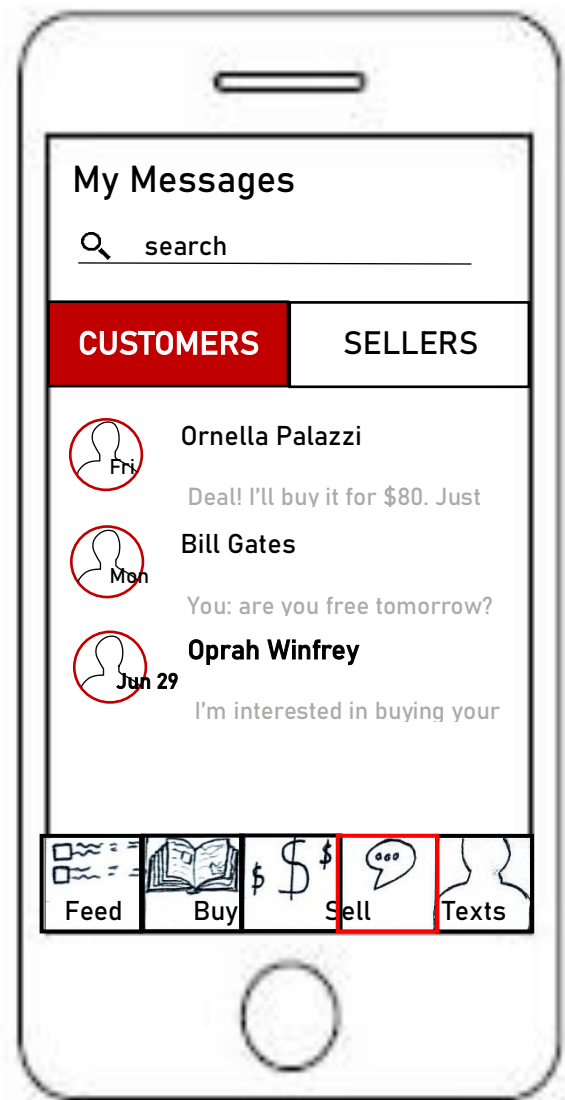 My Messages
search
CUSTOMERS SELLERS
Ornella Palazzi
Fri
Deal! I'll buy it for $80. Just
Bill Gates
Mon
You: are you free tomorrow?
Oprah Winfrey
Jun 29
I'm interested in buying your
$ $ $
Feed Buy Sell Texts